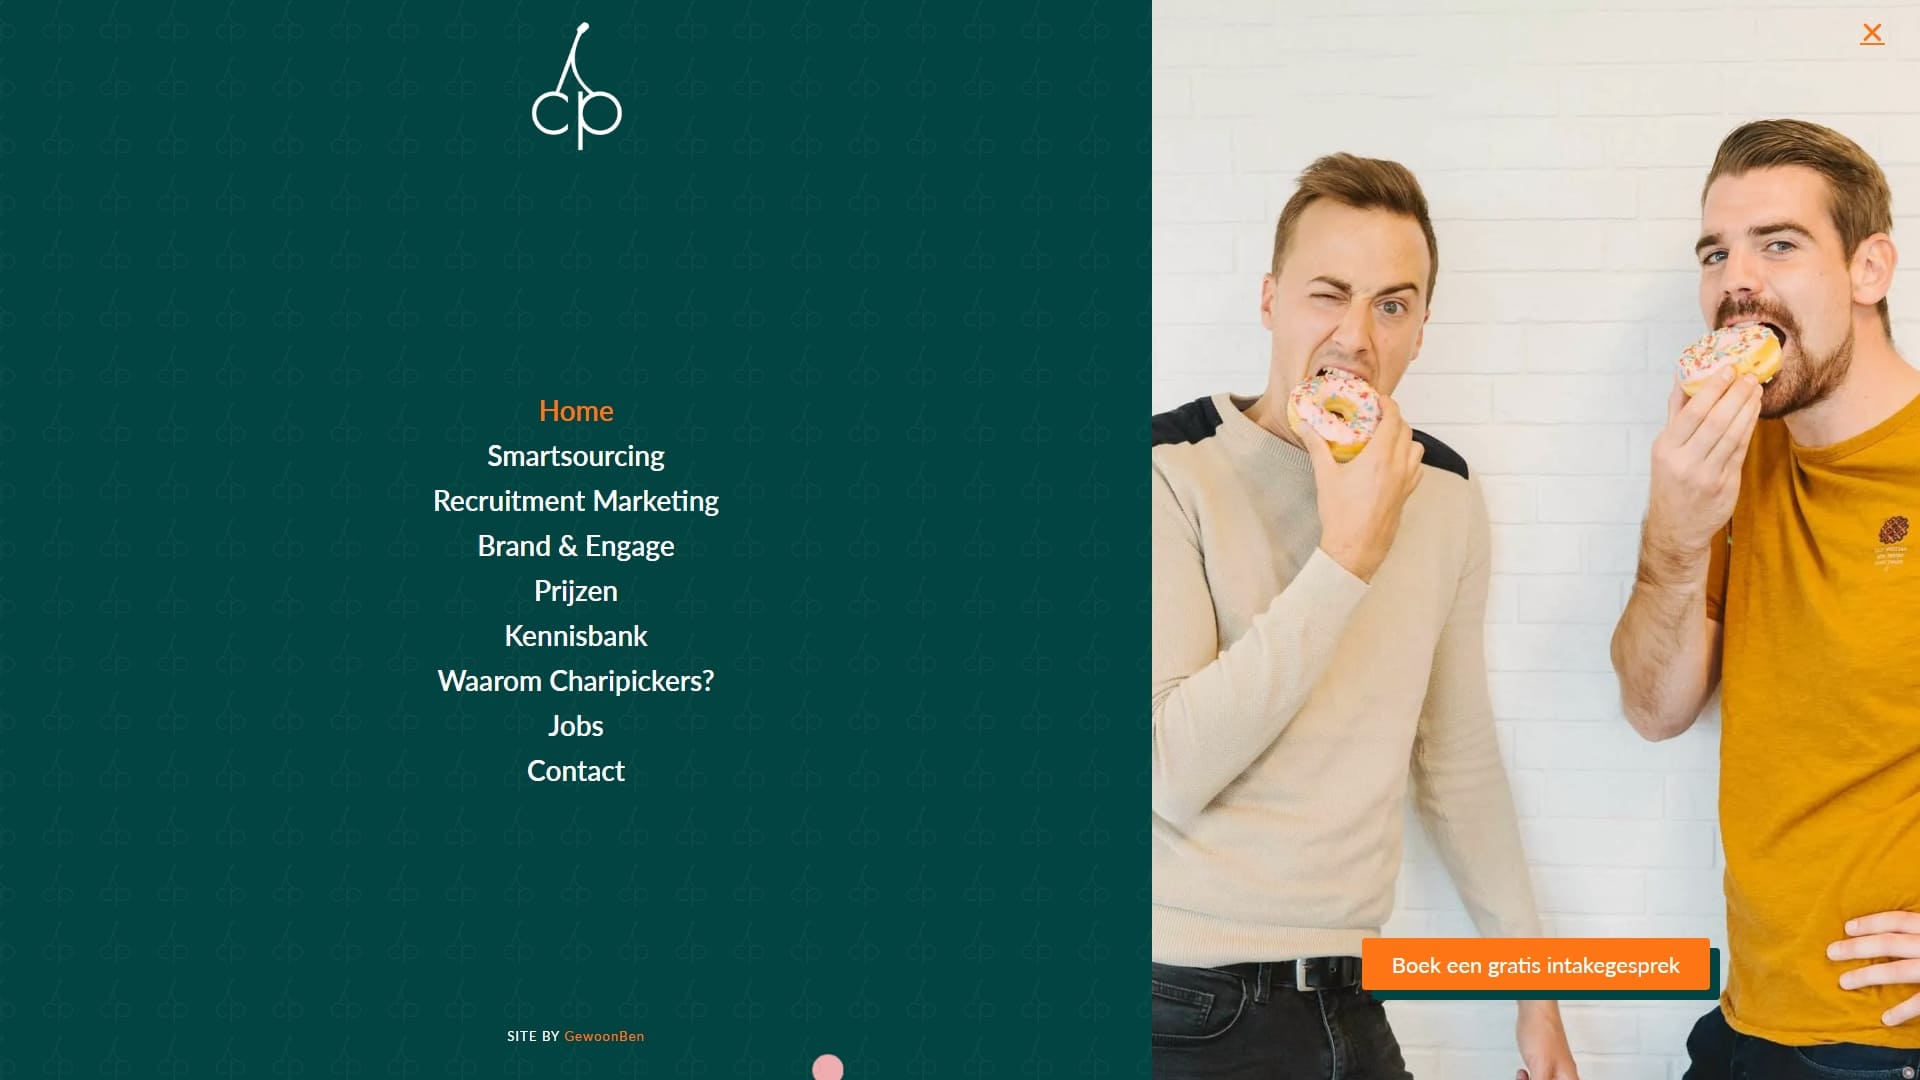 cp
Home
Smartsourcing
Recruitment Marketing
Brand & Engage
Prijzen
Kennisbank
Waarom Charipickers?
Jobs
Contact
Boek een gratis intakegesprek
SITE BY GewoonBen